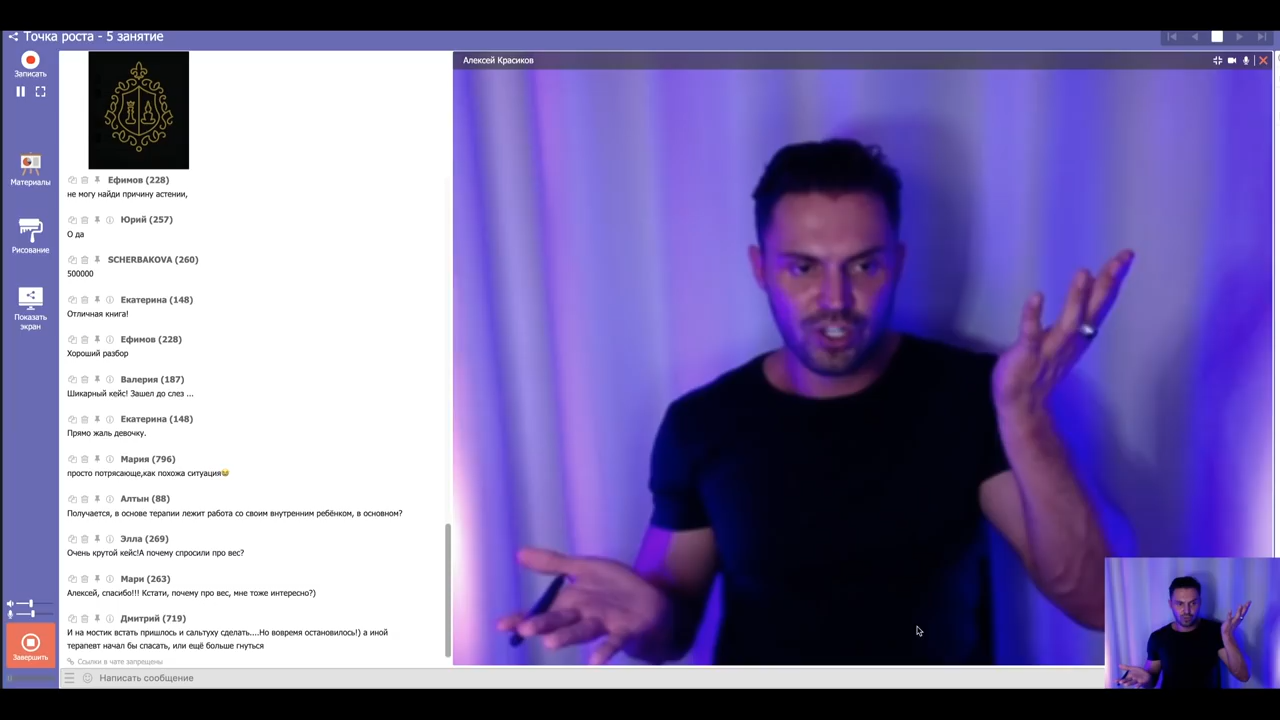 Точка роста - 5 занятие
Записать
Материалы
Рисование
Показать
экран
Завершить
Ефимов (228)
не могу найди причину астении,
Юрий (257)
О да
SCHERBAKOVA (260)
500000
Екатерина (148)
Отличная книга!
Ефимов (228)
Хороший разбор
Валерия (187)
Шикарный кейс! Зашел до слез ...
Екатерина (148)
Прямо жаль девочку.
Мария (796)
просто потрясающе,как похожа ситуация😂
Алтын (88)
Получается, в основе терапии лежит работа со своим внутренним ребёнком, в основном?
Элла (269)
Очень крутой кейс!А почему спросили про вес?
Мари (263)
Алексей, спасибо!!! Кстати, почему про вес, мне тоже интересно?)
Дмитрий (719)
И на мостик встать пришлось и сальтуху сделать....Но вовремя остановилось!) а иной
терапевт начал бы спасать, или ещё больше гнуться
Ссылки в чате запрещены
Написать сообщение
Алексей Красиков